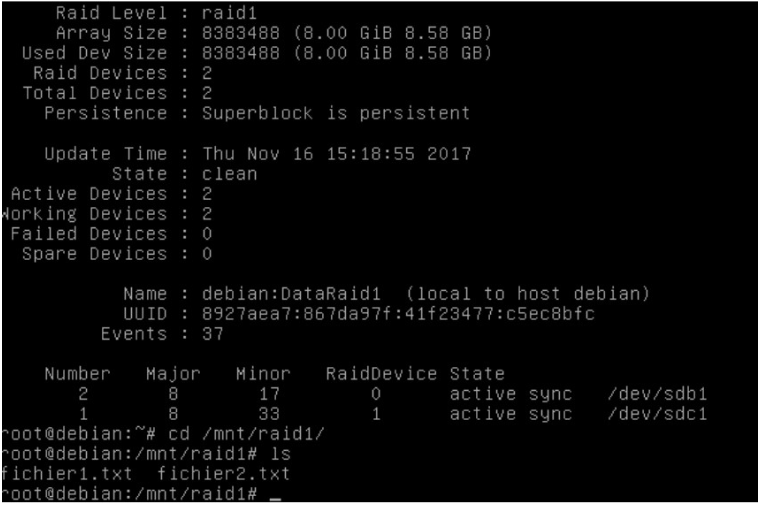 Raid Level : raid1
Array Size : 8383488 (8.00 GiB 8.58 GB)
Used Dev Size : 8383488 (8.00 GiB 8.58 GB)
Raid Devices : 2
Total Devices : 2
Persistence : Superblock is persistent
Update Time : Thu Nov 16 15:18:55 2017
State : clean
Active Devices : 2
Working Devices : 2
Failed Devices : 0
Spare Devices : 0
Name : debian:DataRaid1 (local to host debian)
UUID : 8927aea7:867da97f:41f23477:c5ec8bfc
Events : 37
Number Major Minor RaidDevice State
2 8 17 0 active sync /dev/sdb1
1 8 33 1 active sync /dev/sdc1
root@debian:~# cd /mnt/raid1/
root@debian:/mnt/raid1# ls
fichier1.txt fichier2.txt
root@debian:/mnt/raid1# _